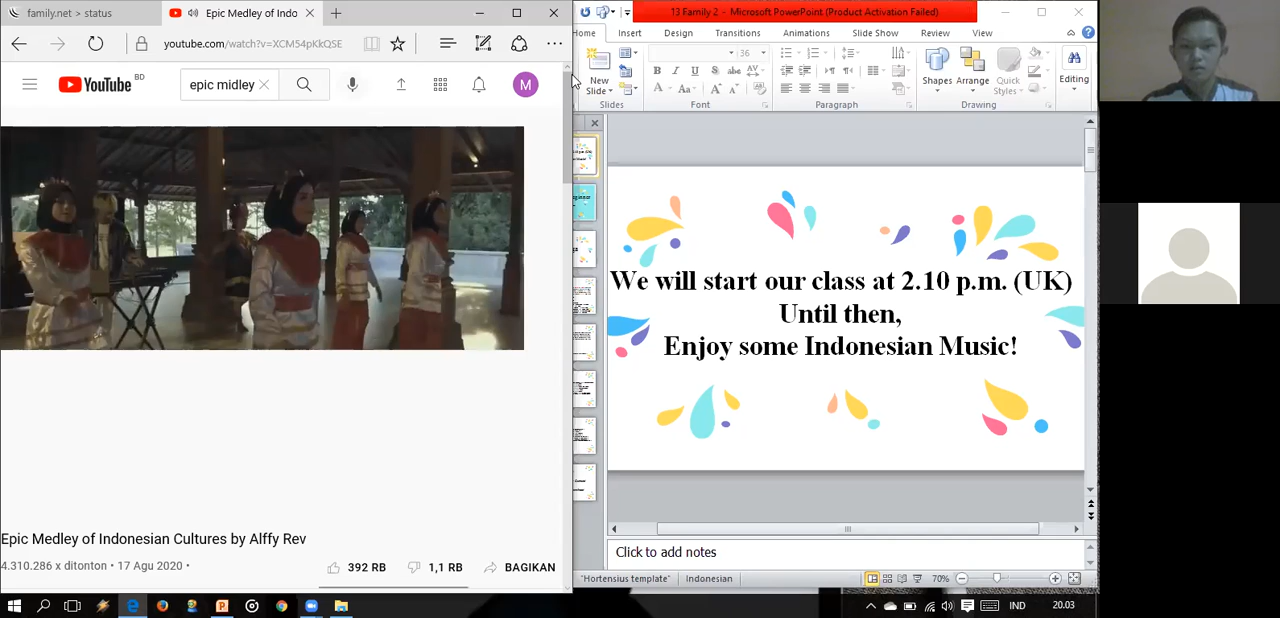 family.net > status
Epic Medley of Indo
youtube.com/watch?v=XCM54pKkQSE
YouTube BD
epic midley
M
Epic Medley of Indonesian Cultures by Alffy Rev
4.310.286 x ditonton • 17 Agu 2020 •
392 RB
1,1 RB
BAGIKAN
13 Family 2 - Microsoft PowerPoint (Product Activation Failed)
Home
Insert
Design
Transitions
Animations
Slide Show
Review
View
New
Slide
Slides
36
Font
Paragraph
Shapes
Arrange
Quick
Styles
Drawing
Editing
We will start our class at 2.10 p.m. (UK)
Until then,
Enjoy some Indonesian Music!
Click to add notes
"Hortensius template"
Indonesian
70%
IND
20.03